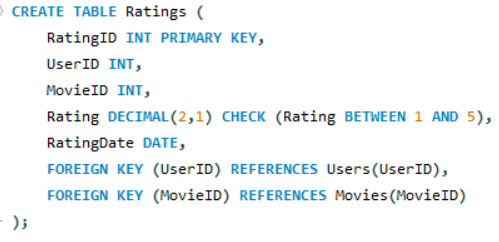 CREATE TABLE Ratings (
    RatingID INT PRIMARY KEY,
    UserID INT,
    MovieID INT,
    Rating DECIMAL(2,1) CHECK (Rating BETWEEN 1 AND 5),
    RatingDate DATE,
    FOREIGN KEY (UserID) REFERENCES Users(UserID),
    FOREIGN KEY (MovieID) REFERENCES Movies(MovieID)
);